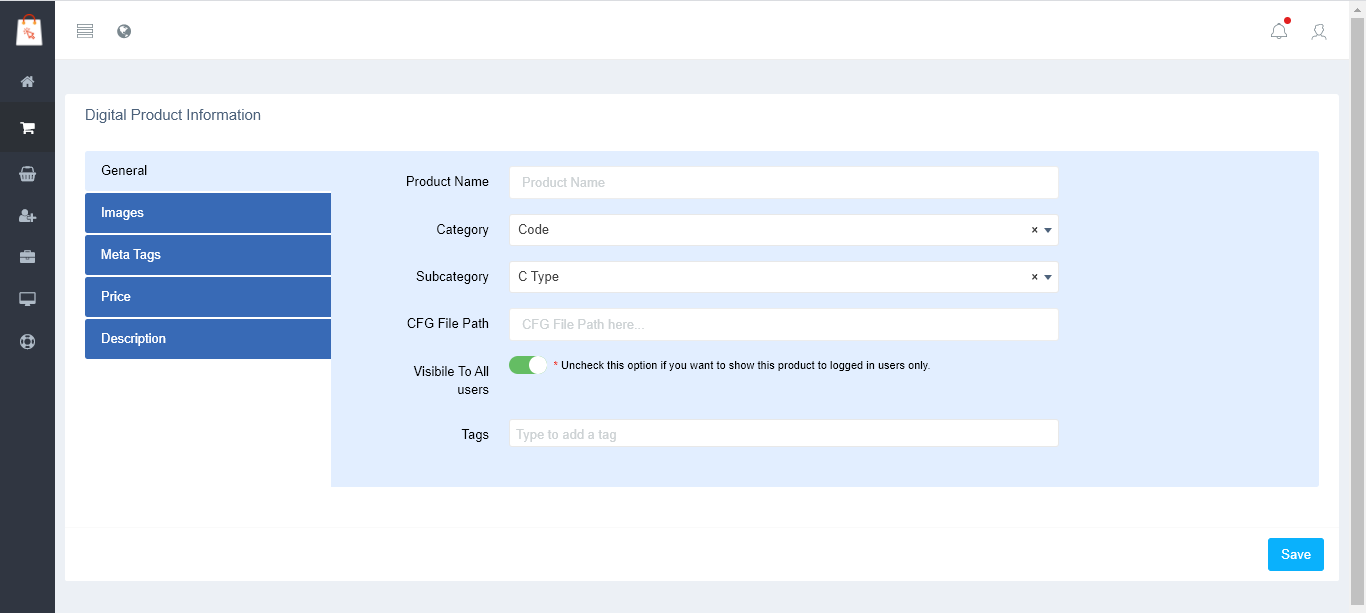 Digital Product Information
General
Images
Meta Tags
Price
Description
Product Name
Product Name
Category
Code
×
Subcategory
C Type
×
CFG File Path
CFG File Path here...
Visibile To All
users
* Uncheck this option if you want to show this product to logged in users only.
Tags
Type to add a tag
Save